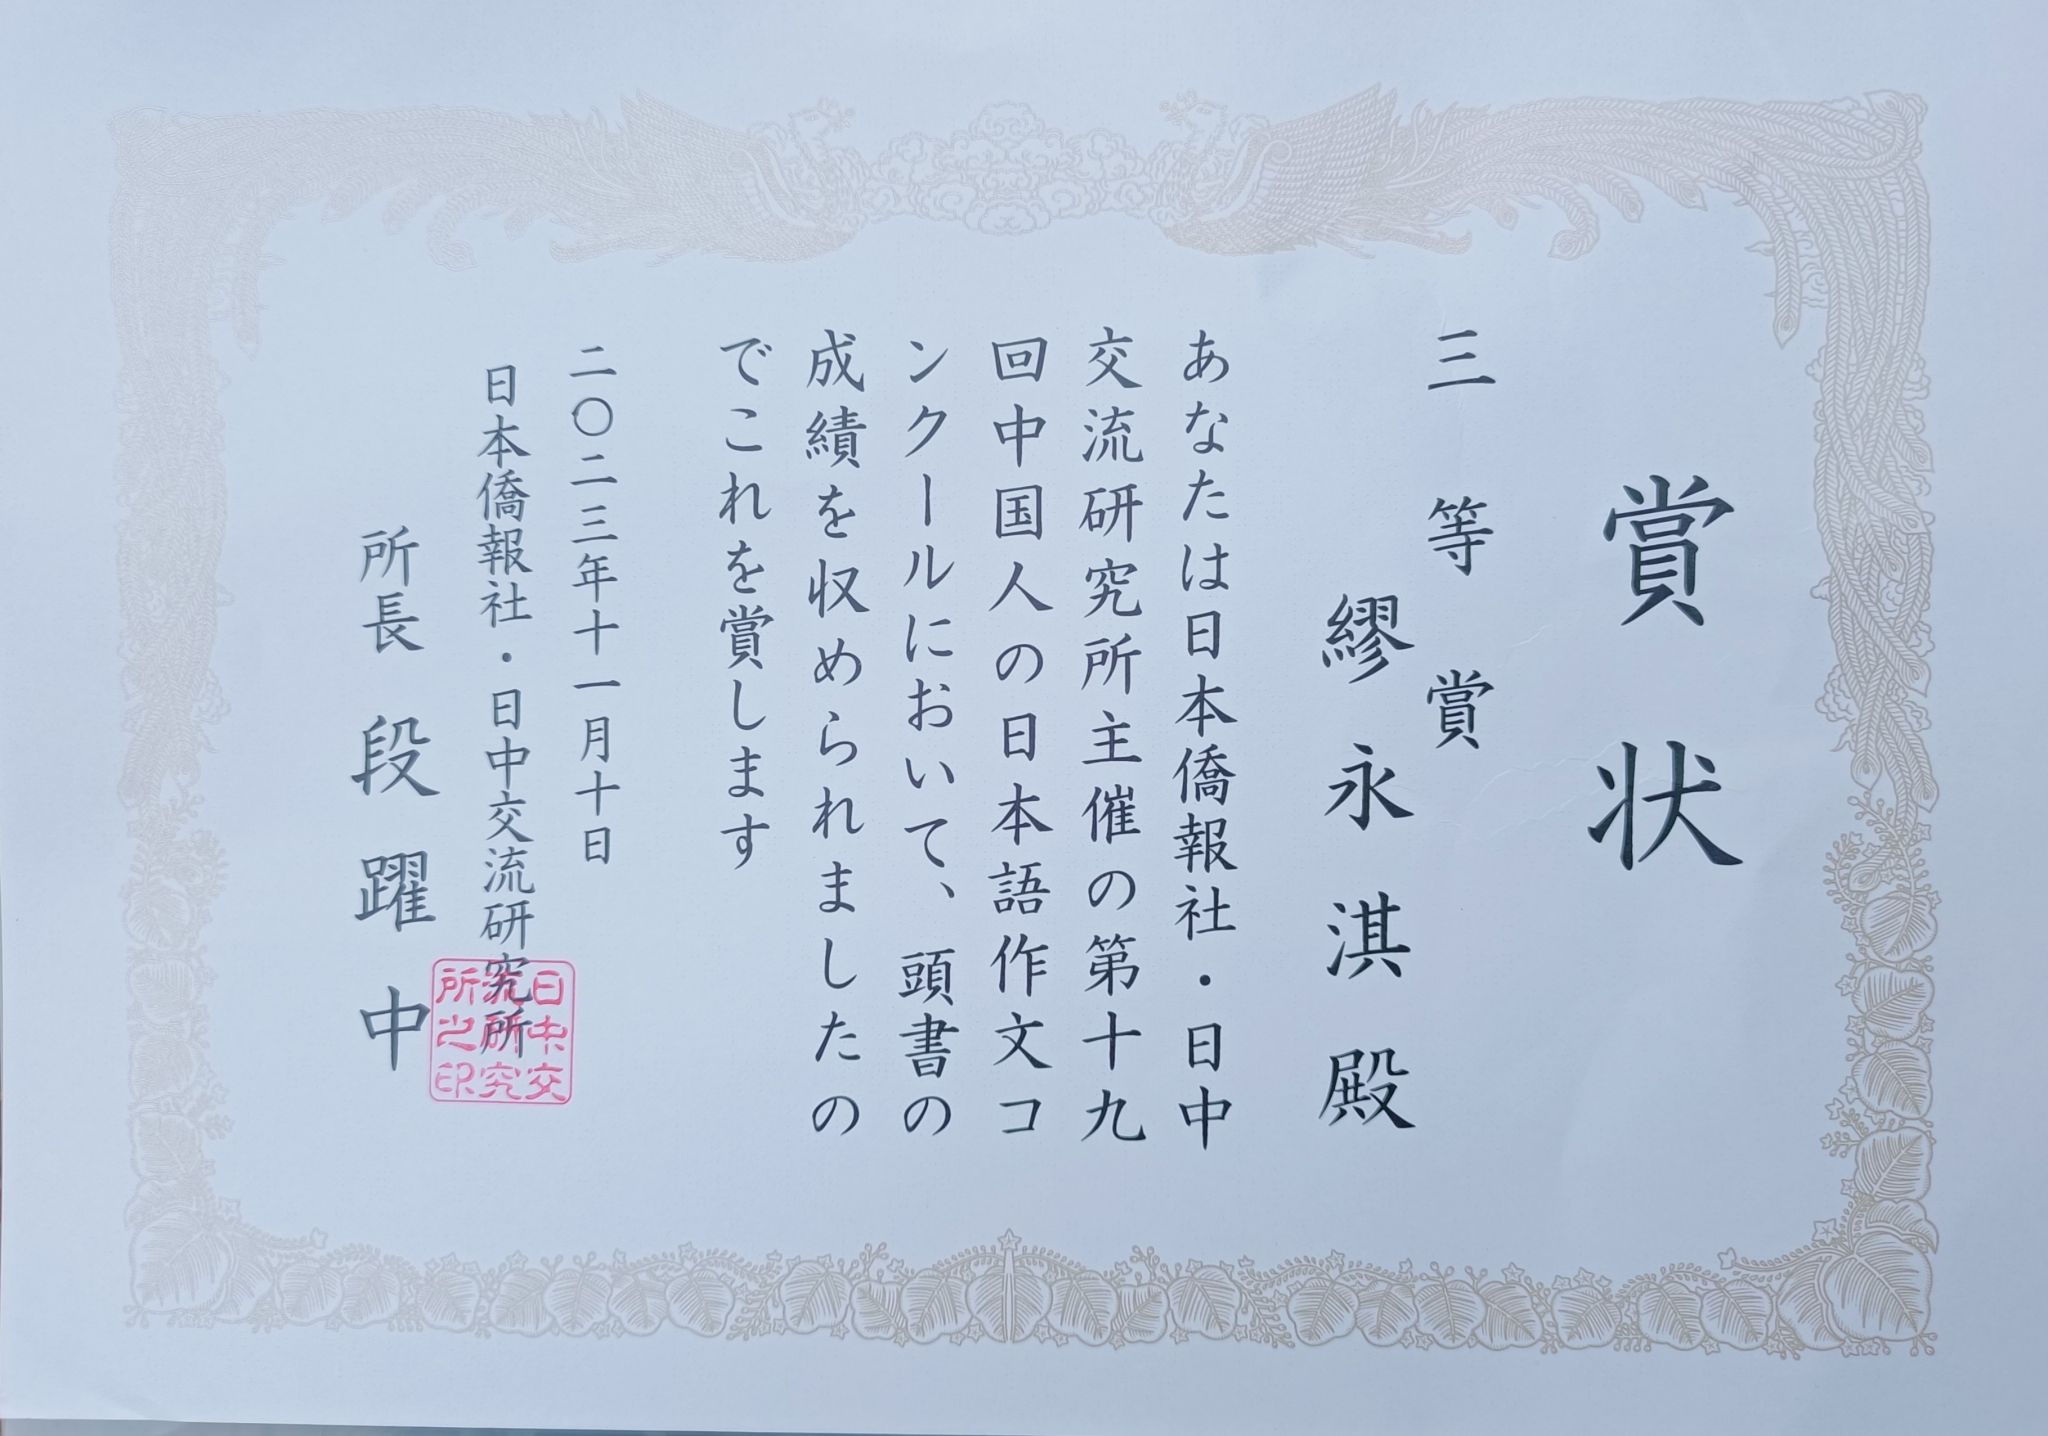 賞状
三等賞
繆永淇殿
あなたは日本僑報社・日中
交流研究所主催の第十九
回中国人の日本語作文コ
ンクールにおいて、頭書の
成績を収められましたの
でこれを賞します
二〇二三年十一月十日
日本僑報社・日中交流研究所
所長段躍中
日中交
流研究
所之印